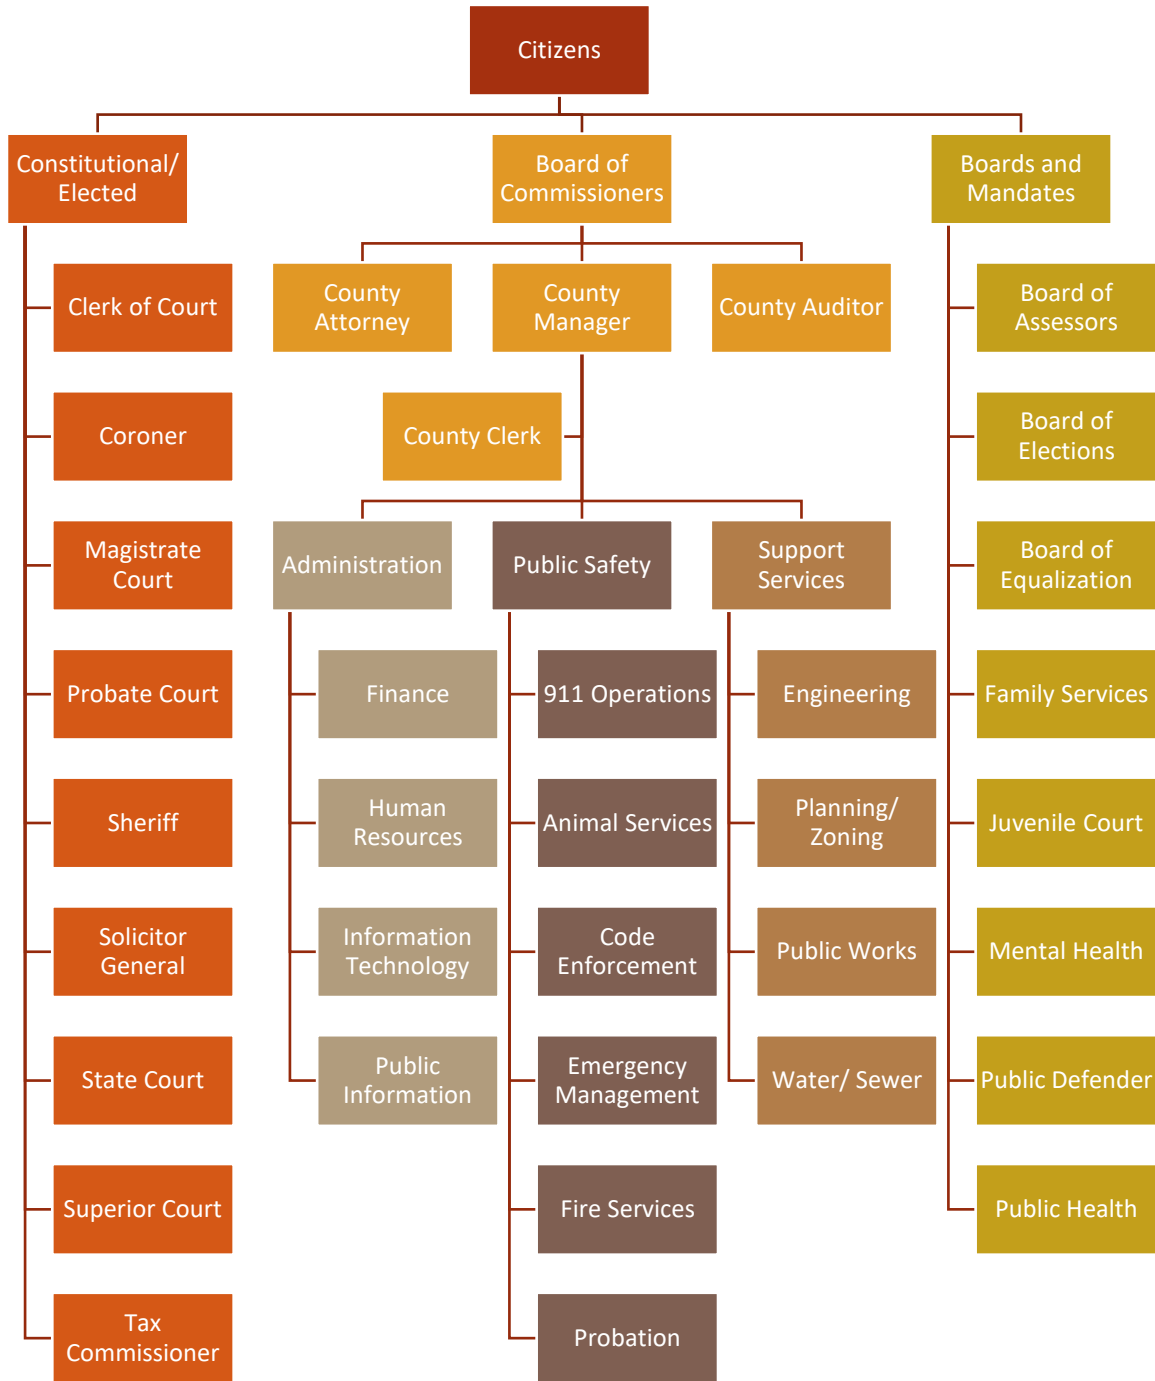 Citizens
Constitutional/
Elected
Board of
Commissioners
Boards and
Mandates
Clerk of Court
County
Attorney
County
Manager
County Auditor
Board of
Assessors
Coroner
County Clerk
Board of
Elections
Magistrate
Court
Administration
Public Safety
Support
Services
Board of
Equalization
Probate Court
Finance
911 Operations
Engineering
Family Services
Sheriff
Human
Resources
Animal Services
Planning/
Zoning
Juvenile Court
Solicitor
General
Information
Technology
Code
Enforcement
Public Works
Mental Health
State Court
Public
Information
Emergency
Management
Water/ Sewer
Public Defender
Superior Court
Fire Services
Public Health
Tax
Commissioner
Probation